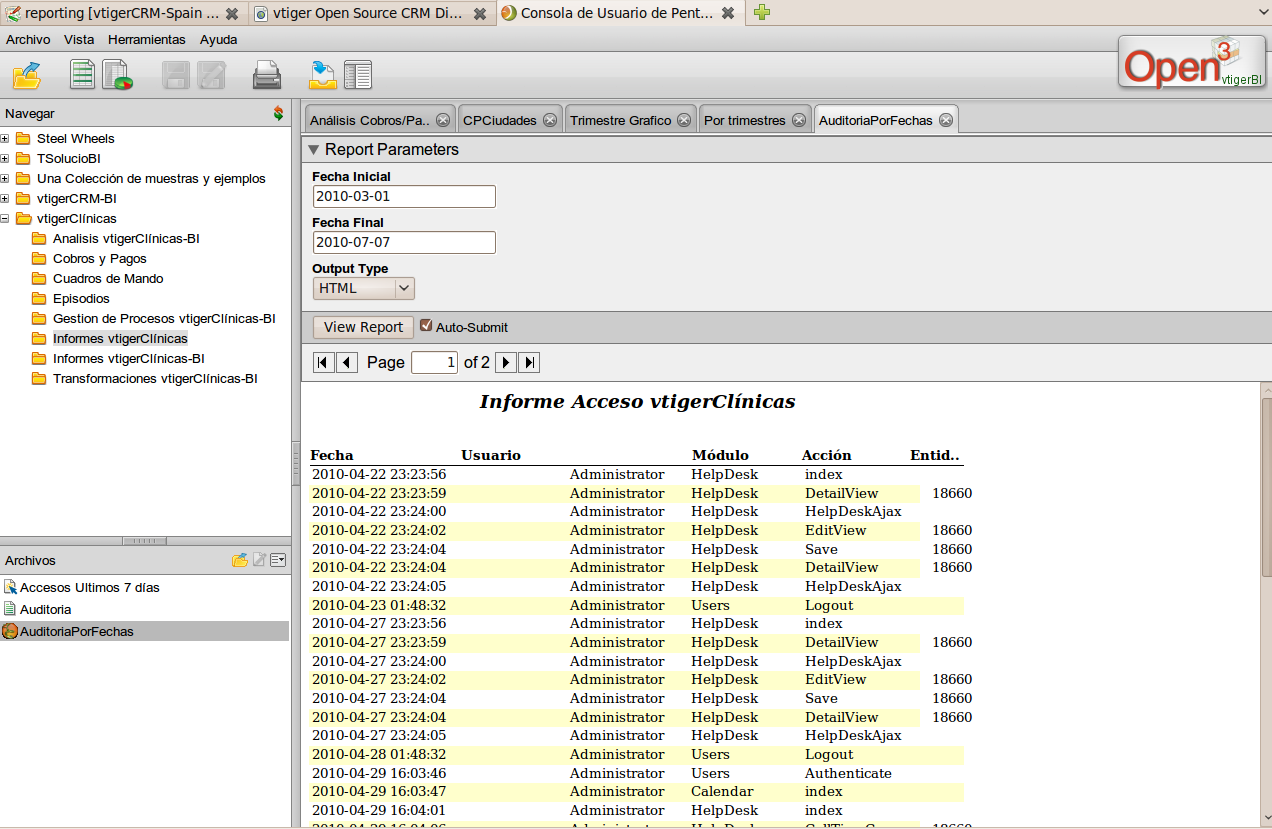 reporting [vtigerCRM-Spain ...
vtiger Open Source CRM Di...
Consola de Usuario de Pent...
Archivo Vista Herramientas Ayuda
Open3
vtigerBI
Navegar
Steel Wheels
TSolucioBI
Una Colección de muestras y ejemplos
vtigerCRM-BI
vtigerClínicas
Analisis vtigerClínicas-BI
Cobros y Pagos
Cuadros de Mando
Episodios
Gestion de Procesos vtigerClínicas-BI
Informes vtigerClínicas
Informes vtigerClínicas-BI
Transformaciones vtigerClínicas-BI
Archivos
Accesos Ultimos 7 días
Auditoria
AuditoriaPorFechas
Análisis Cobros/Pa.. CPCiudades Trimestre Grafico Por trimestres AuditoriaPorFechas
Report Parameters
Fecha Inicial
2010-03-01
Fecha Final
2010-07-07
Output Type
HTML
View Report Auto-Submit
Page 1 of 2
Informe Acceso vtigerClínicas
Fecha Usuario Módulo Acción Entid..
2010-04-22 23:23:56 Administrator HelpDesk index
2010-04-22 23:23:59 Administrator HelpDesk DetailView 18660
2010-04-22 23:24:00 Administrator HelpDesk HelpDeskAjax
2010-04-22 23:24:02 Administrator HelpDesk EditView 18660
2010-04-22 23:24:04 Administrator HelpDesk Save 18660
2010-04-22 23:24:04 Administrator HelpDesk DetailView 18660
2010-04-22 23:24:05 Administrator HelpDesk HelpDeskAjax
2010-04-23 01:48:32 Administrator Users Logout
2010-04-27 23:23:56 Administrator HelpDesk index
2010-04-27 23:23:59 Administrator HelpDesk DetailView 18660
2010-04-27 23:24:00 Administrator HelpDesk HelpDeskAjax
2010-04-27 23:24:02 Administrator HelpDesk EditView 18660
2010-04-27 23:24:04 Administrator HelpDesk Save 18660
2010-04-27 23:24:04 Administrator HelpDesk DetailView 18660
2010-04-27 23:24:05 Administrator HelpDesk HelpDeskAjax
2010-04-28 01:48:32 Administrator Users Logout
2010-04-29 16:03:46 Administrator Users Authenticate
2010-04-29 16:03:47 Administrator Calendar index
2010-04-29 16:04:01 Administrator HelpDesk index